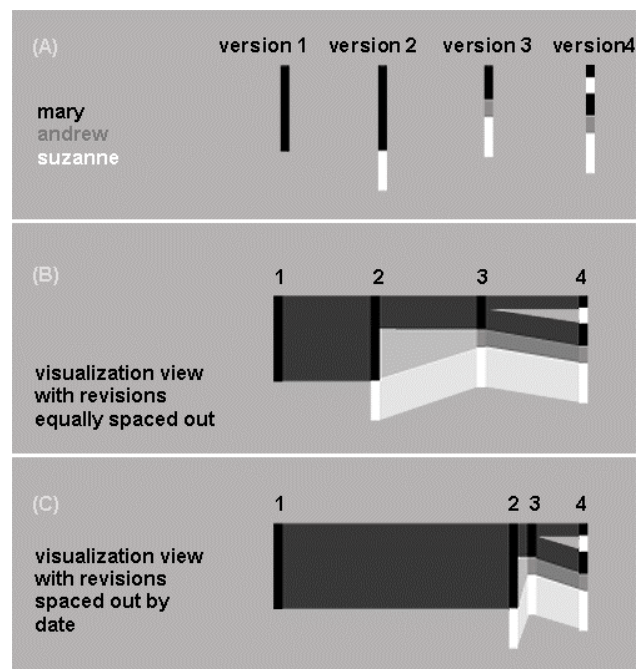 (A)
version 1 version 2 version 3 version4
mary
andrew
suzanne
(B)
1 2 3 4
visualization view
with revisions
equally spaced out
(C)
1 2 3 4
visualization view
with revisions
spaced out by
date